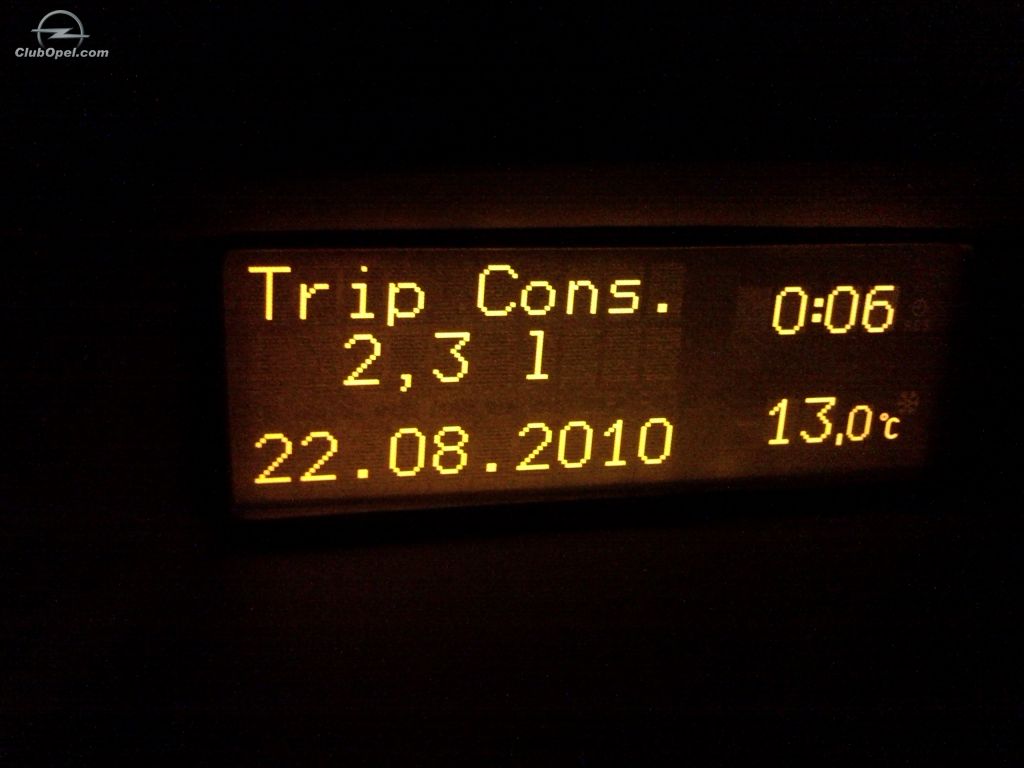 ClubOpel.com
Trip Cons.
2,3 l
22.08.2010
0:06
13,0°C